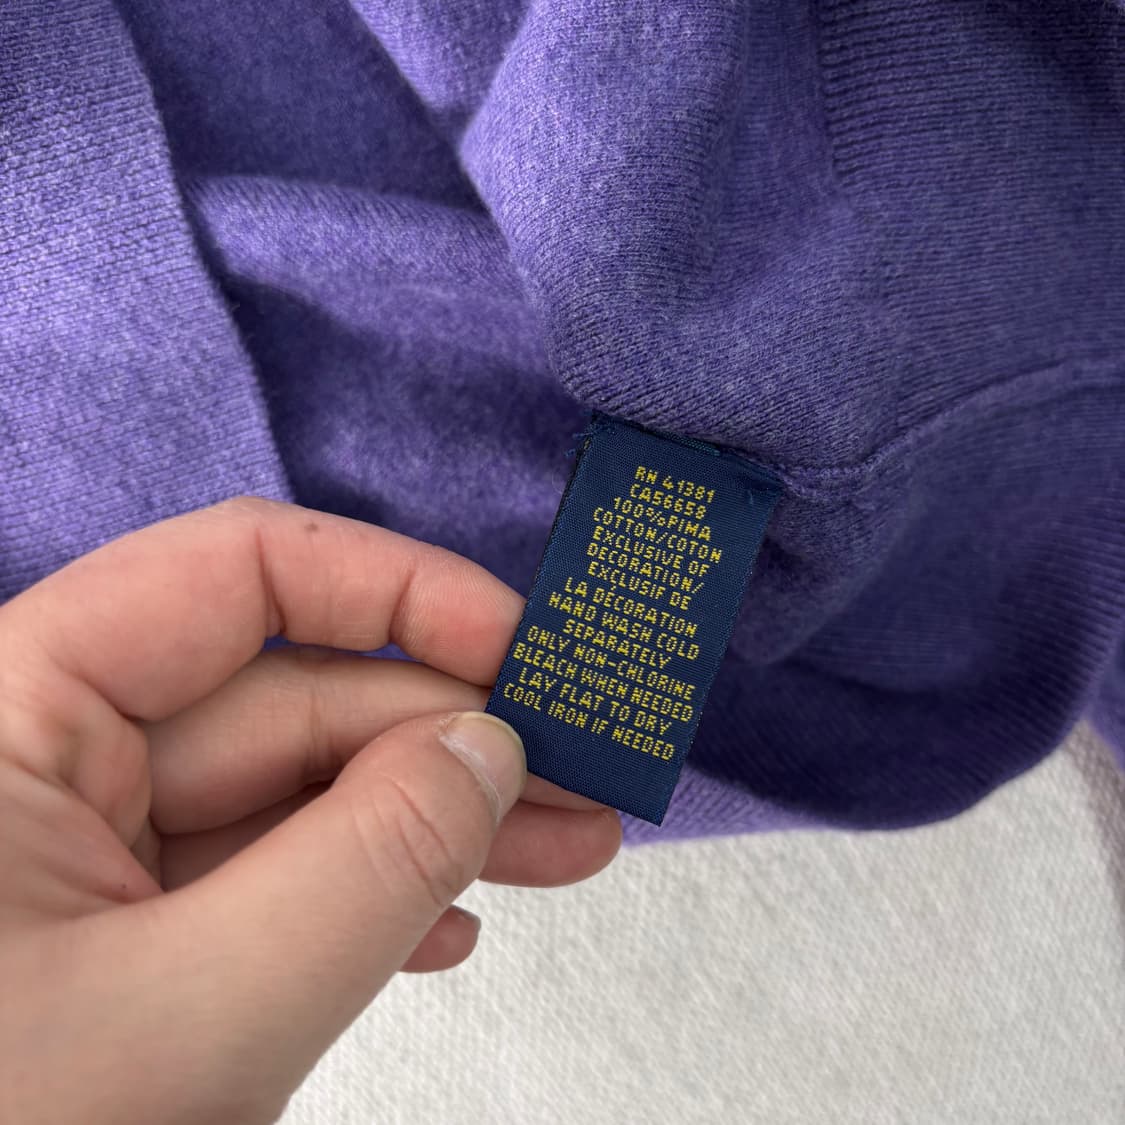 RN 41381
CA56658
100%PIMA
COTTON/COTON
EXCLUSIVE OF
DECORATION/
EXCLUSIF DE
LA DÉCORATION
HAND WASH COLD
SEPARATELY
ONLY NON-CHLORINE
BLEACH WHEN NEEDED
LAY FLAT TO DRY
COOL IRON IF NEEDED